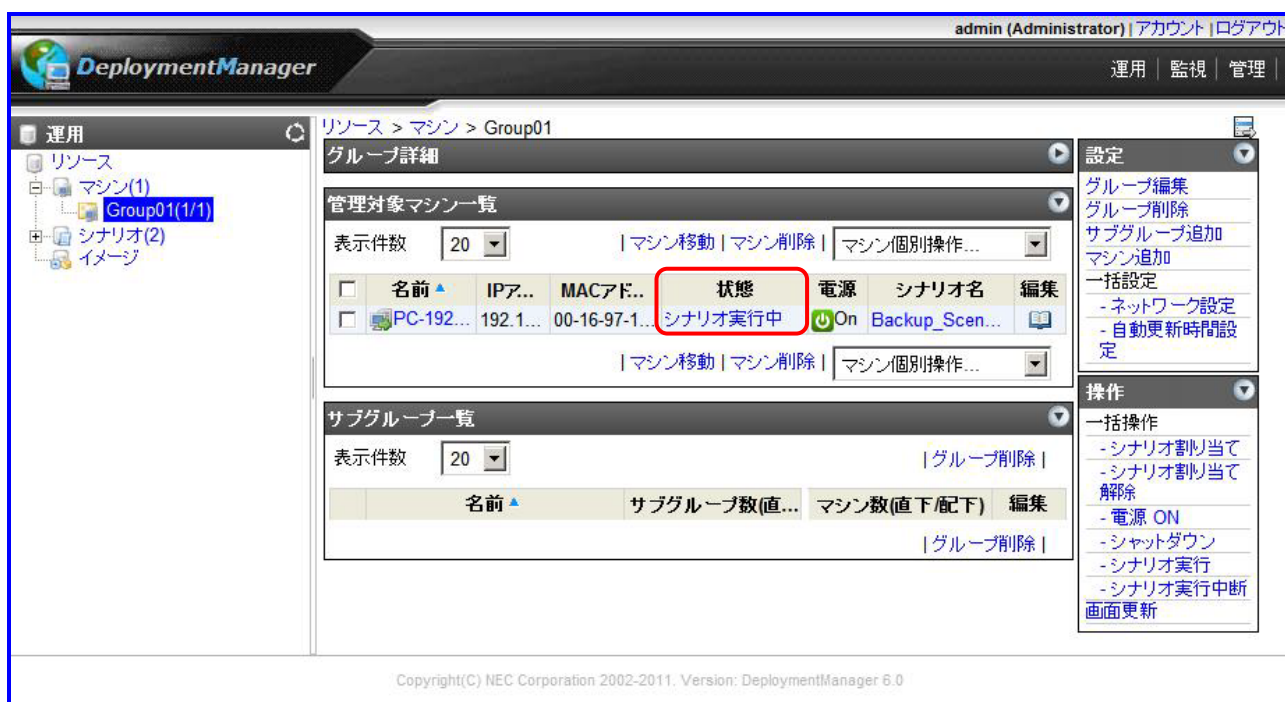 admin (Administrator) | アカウント | ログアウト
DeploymentManager
運用 | 監視 | 管理 |
運用
リソース
マシン(1)
Group01(1/1)
シナリオ(2)
イメージ
リソース > マシン > Group01
グループ詳細
管理対象マシン一覧
表示件数 20 | マシン移動 | マシン削除 | マシン個別操作...
名前 IPア... MACアド... 状態 電源 シナリオ名 編集
PC-192... 192.1... 00-16-97-1... シナリオ実行中 On Backup_Scen...
| マシン移動 | マシン削除 | マシン個別操作...
サブグループ一覧
表示件数 20 | グループ削除 |
名前 サブグループ数(直... マシン数(直下/配下) 編集
| グループ削除 |
設定
グループ編集
グループ削除
サブグループ追加
マシン追加
一括設定
- ネットワーク設定
- 自動更新時間設
定
操作
一括操作
- シナリオ割り当て
- シナリオ割り当て
解除
- 電源 ON
- シャットダウン
- シナリオ実行
- シナリオ実行中断
画面更新
Copyright(C) NEC Corporation 2002-2011. Version: DeploymentManager 6.0